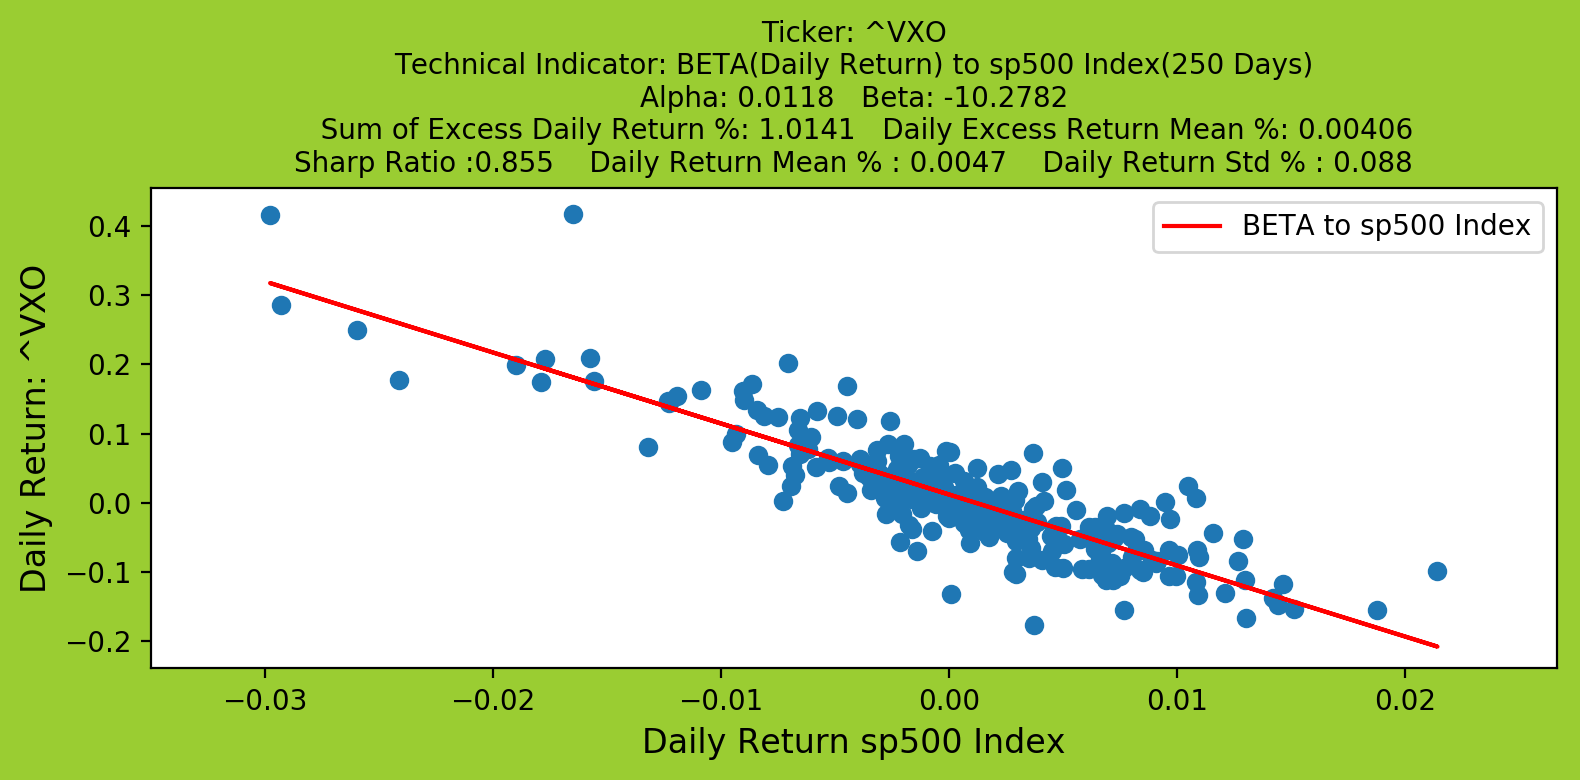 Ticker: ^VXO
Technical Indicator: BETA(Daily Return) to sp500 Index(250 Days)
Alpha: 0.0118   Beta: -10.2782
Sum of Excess Daily Return %: 1.0141   Daily Excess Return Mean %: 0.00406
Sharp Ratio :0.855    Daily Return Mean % : 0.0047    Daily Return Std % : 0.088
BETA to sp500 Index
Daily Return: ^VXO
0.4
0.3
0.2
0.1
0.0
−0.1
−0.2
−0.03
−0.02
−0.01
0.00
0.01
0.02
Daily Return sp500 Index